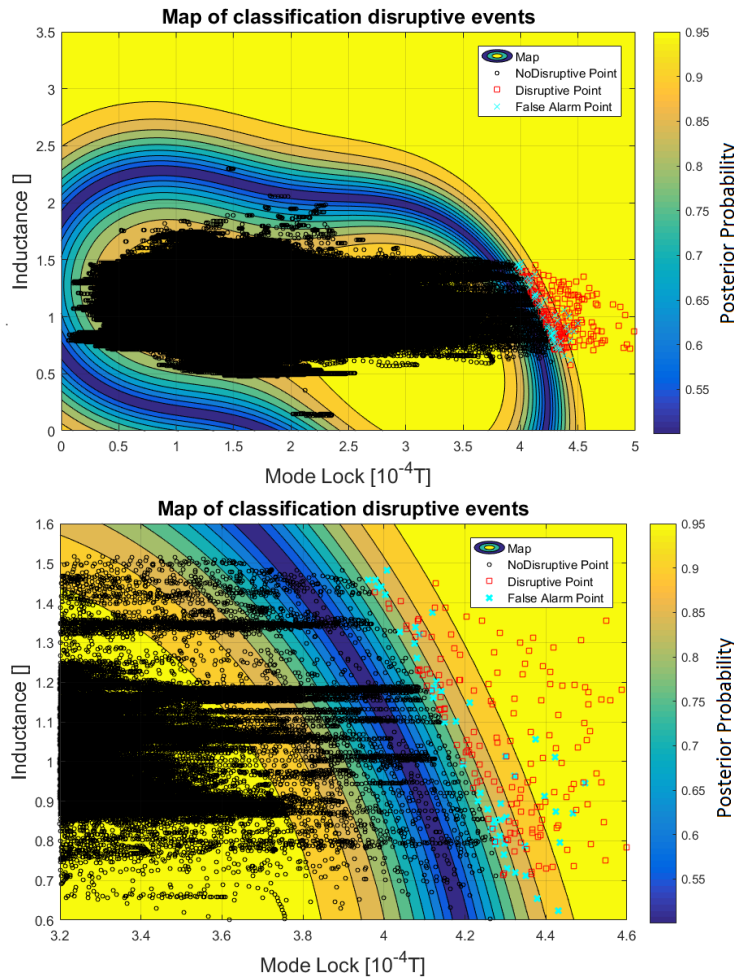 Map of classification disruptive events
3.5
3
2.5
2
1.5
1
0.5
0
Inductance []
0 0.5 1 1.5 2 2.5 3 3.5 4 4.5 5
Mode Lock [10-4T]
Map
NoDisruptive Point
Disruptive Point
False Alarm Point
0.95
0.9
0.85
0.8
0.75
0.7
0.65
0.6
0.55
Posterior Probability
Map of classification disruptive events
1.6
1.5
1.4
1.3
1.2
1.1
1
0.9
0.8
0.7
0.6
Inductance []
3.2 3.4 3.6 3.8 4 4.2 4.4 4.6
Mode Lock [10-4T]
Map
NoDisruptive Point
Disruptive Point
False Alarm Point
0.95
0.9
0.85
0.8
0.75
0.7
0.65
0.6
0.55
Posterior Probability